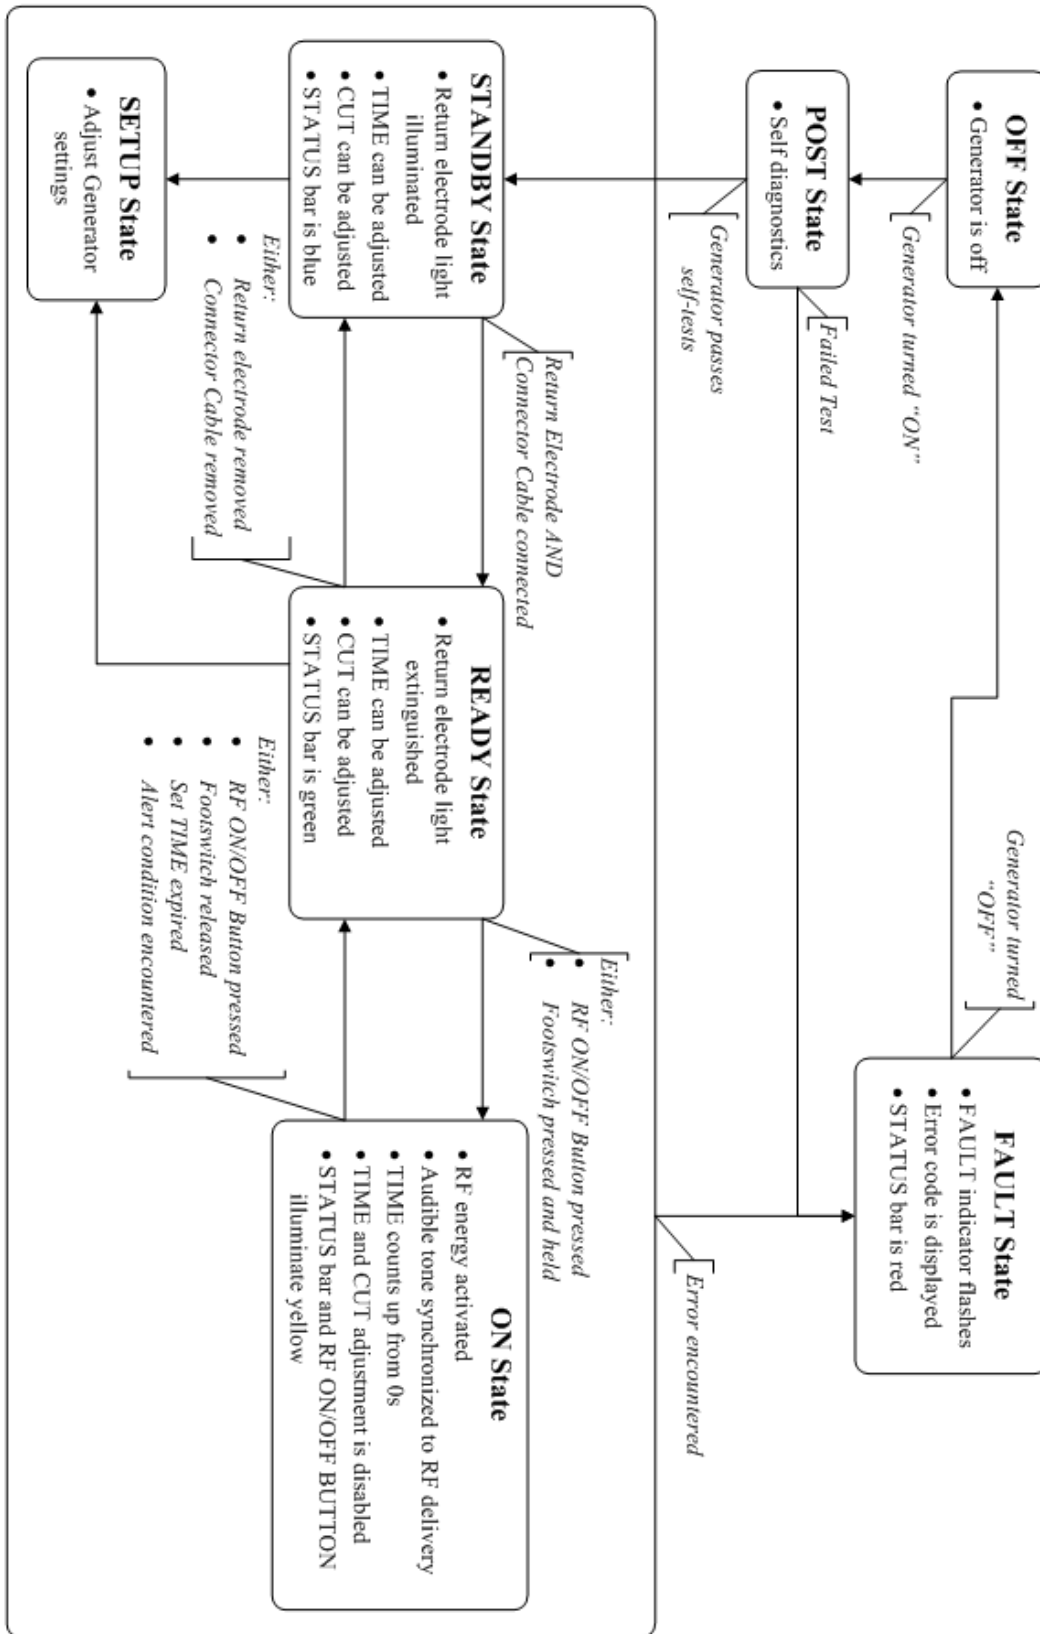 OFF State
• Generator is off
Generator turned “ON”
Generator turned
“OFF”
FAULT State
• FAULT indicator flashes
• Error code is displayed
• STATUS bar is red
POST State
• Self diagnostics
Failed Test
Generator passes
self-tests
Error encountered
STANDBY State
• Return electrode light
illuminated
• TIME can be adjusted
• CUT can be adjusted
• STATUS bar is blue
Return Electrode AND
Connector Cable connected
READY State
• Return electrode light
extinguished
• TIME can be adjusted
• CUT can be adjusted
• STATUS bar is green
Either:
• RF ON/OFF Button pressed
• Footswitch pressed and held
ON State
• RF energy activated
• Audible tone synchronized to RF delivery
• TIME counts up from 0s
• TIME and CUT adjustment is disabled
• STATUS bar and RF ON/OFF BUTTON
illuminate yellow
Either:
• Return electrode removed
• Connector Cable removed
Either:
• RF ON/OFF Button pressed
• Footswitch released
• Set TIME expired
• Alert condition encountered
SETUP State
• Adjust Generator
settings